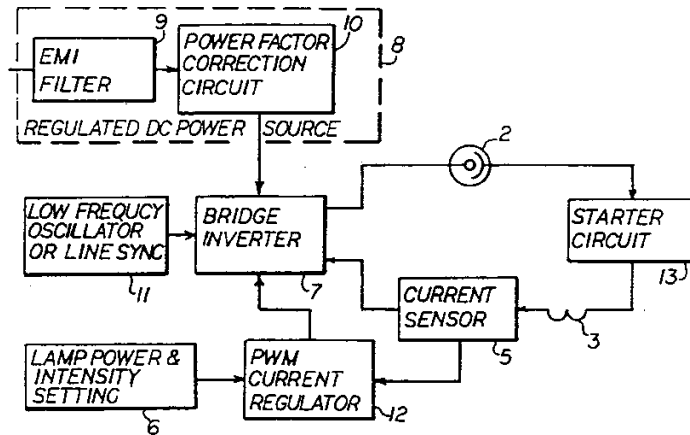 9
10
8
EMI
FILTER
POWER FACTOR
CORRECTION
CIRCUIT
REGULATED DC POWER SOURCE
2
LOW FREQUCY
OSCILLATOR
OR LINE SYNC
11
BRIDGE
INVERTER
7
STARTER
CIRCUIT
13
CURRENT
SENSOR
5
3
LAMP POWER &
INTENSITY
SETTING
6
PWM
CURRENT
REGULATOR
12